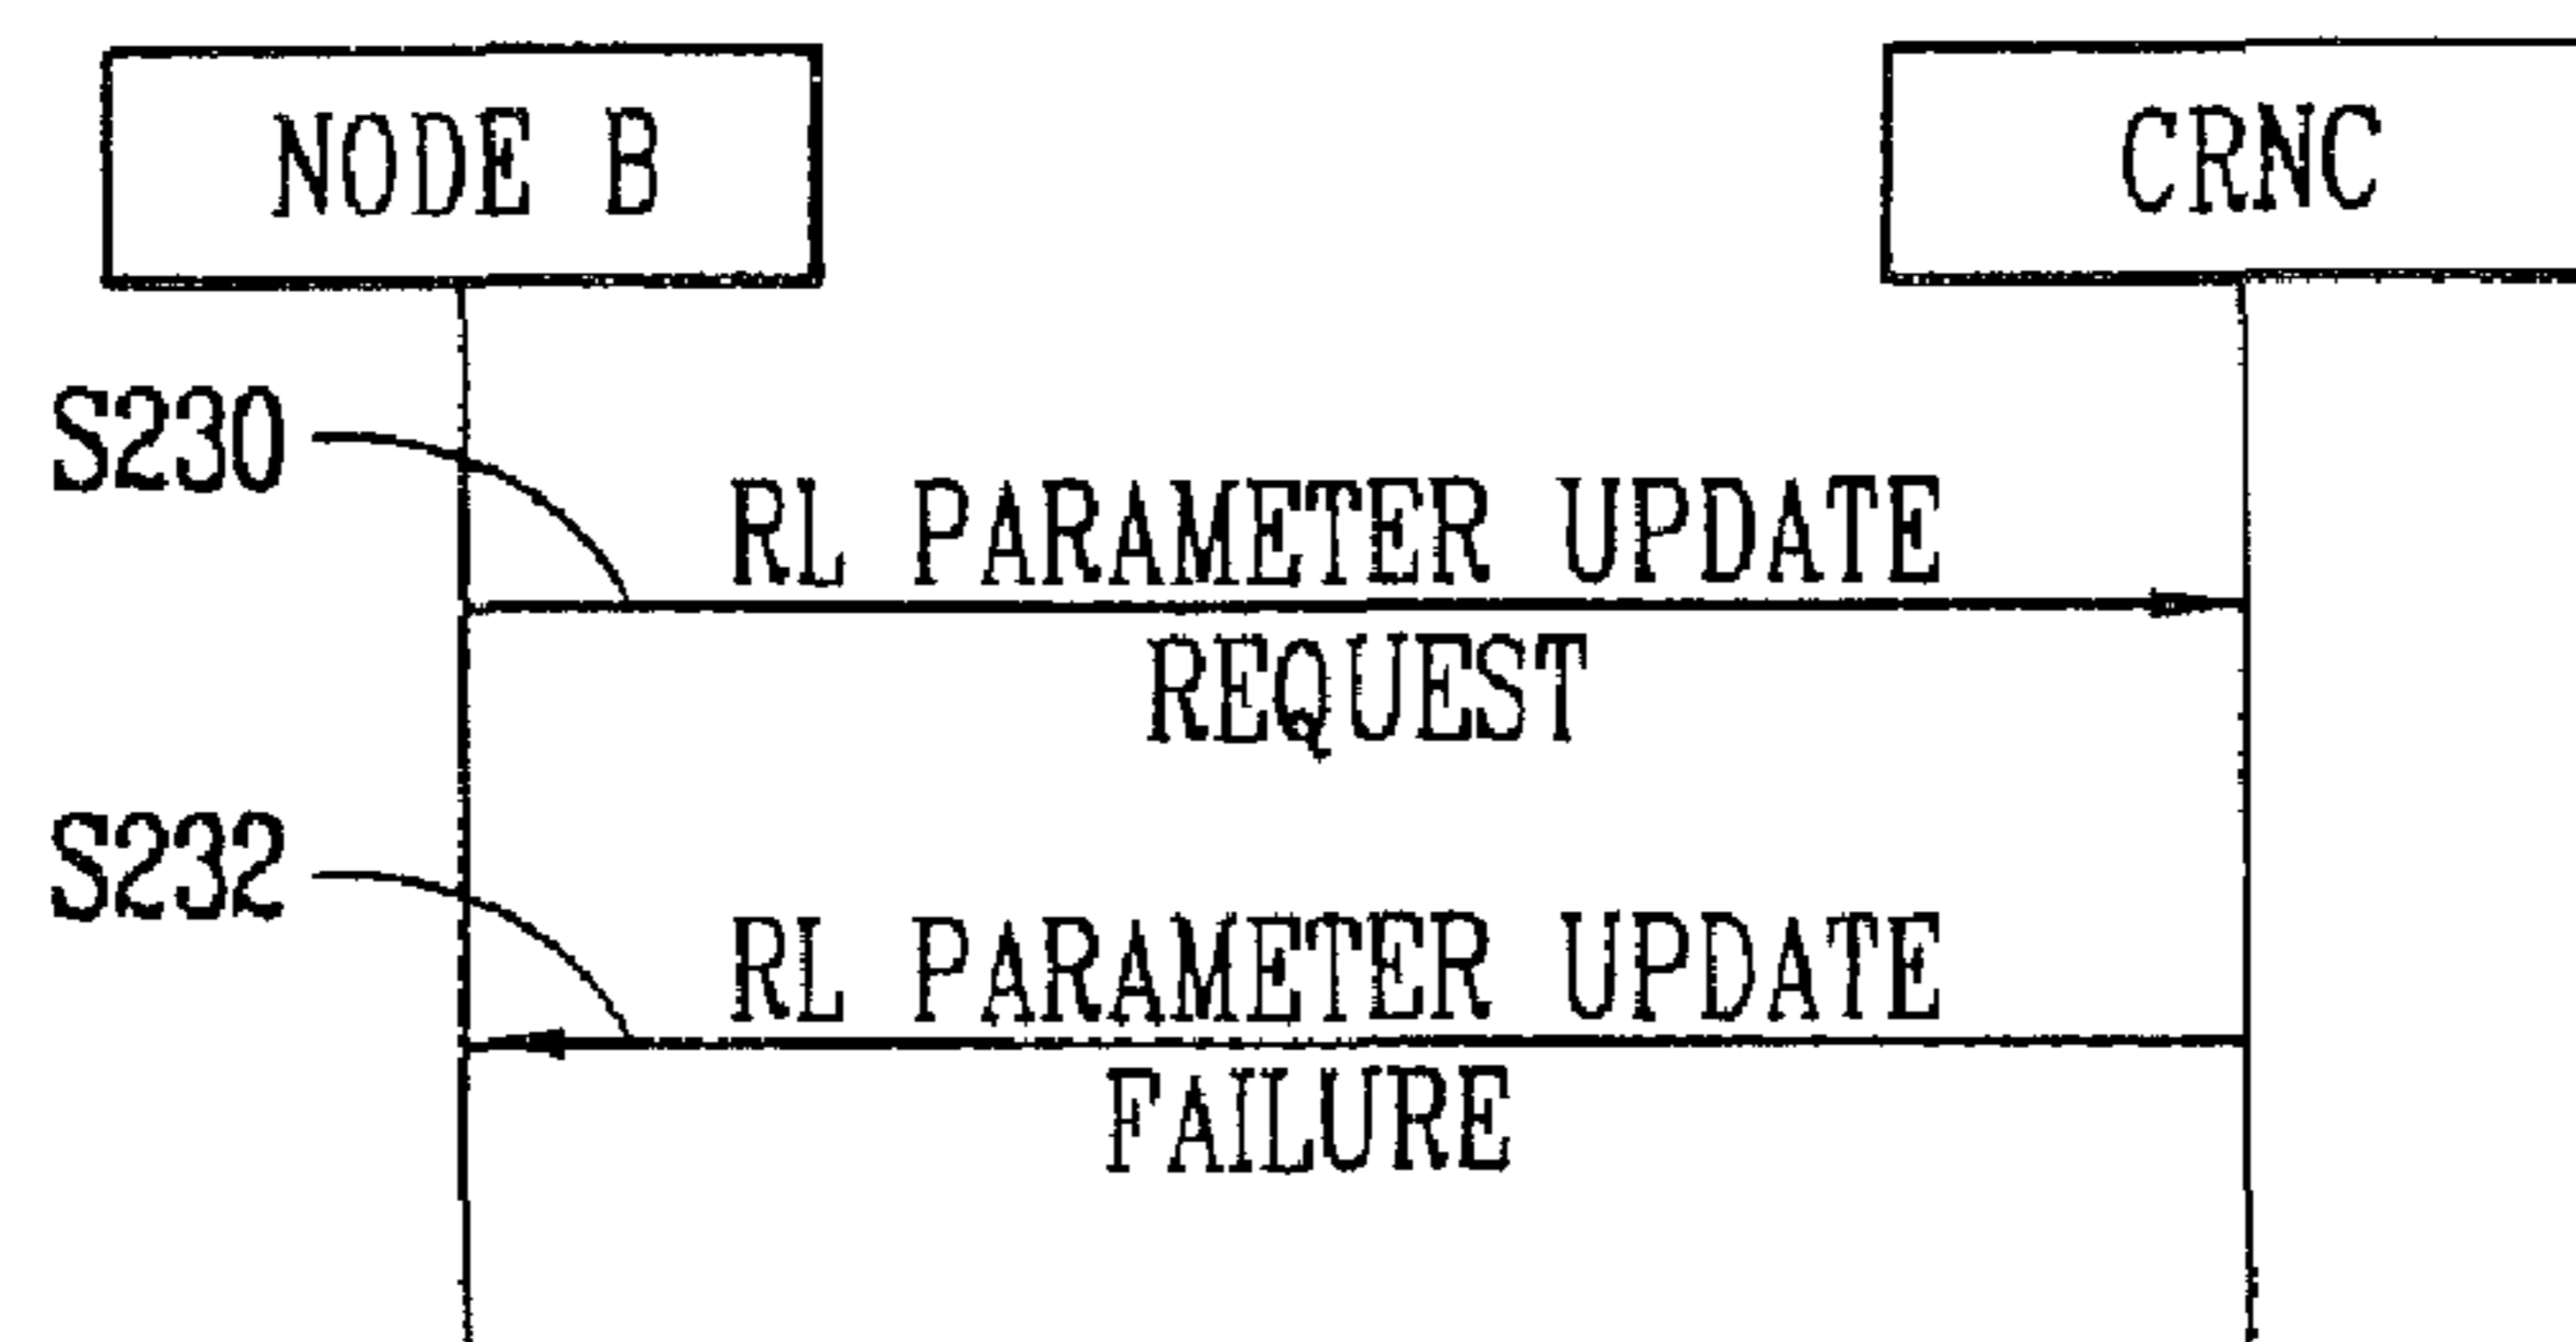 NODE B
CRNC
S230
RL PARAMETER UPDATE
REQUEST
S232
RL PARAMETER UPDATE
FAILURE